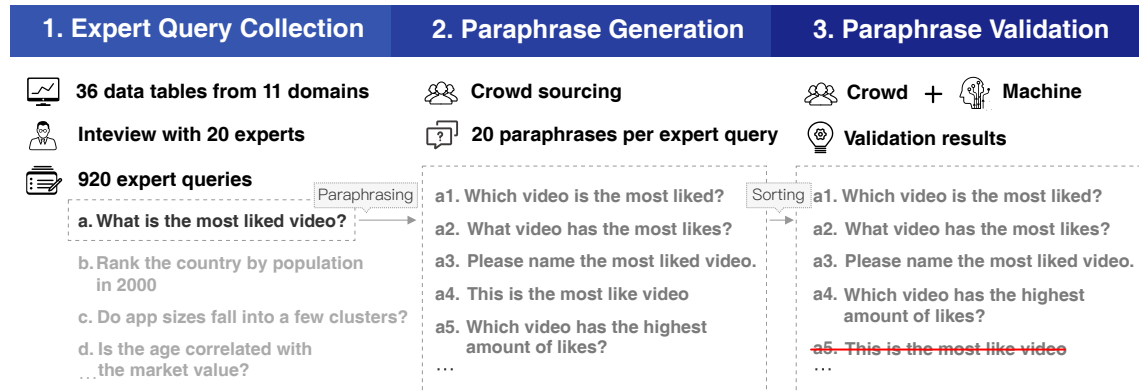 1. Expert Query Collection
36 data tables from 11 domains
Inteview with 20 experts
920 expert queries
a. What is the most liked video?
b. Rank the country by population
in 2000
c. Do app sizes fall into a few clusters?
d. Is the age correlated with
... the market value?
Paraphrasing
2. Paraphrase Generation
Crowd sourcing
?
20 paraphrases per expert query
a1. Which video is the most liked?
a2. What video has the most likes?
a3. Please name the most liked video.
a4. This is the most like video
a5. Which video has the highest
amount of likes?
...
Sorting
3. Paraphrase Validation
Crowd + Machine
Validation results
a1. Which video is the most liked?
a2. What video has the most likes?
a3. Please name the most liked video.
a4. Which video has the highest
amount of likes?
a5. This is the most like video
...